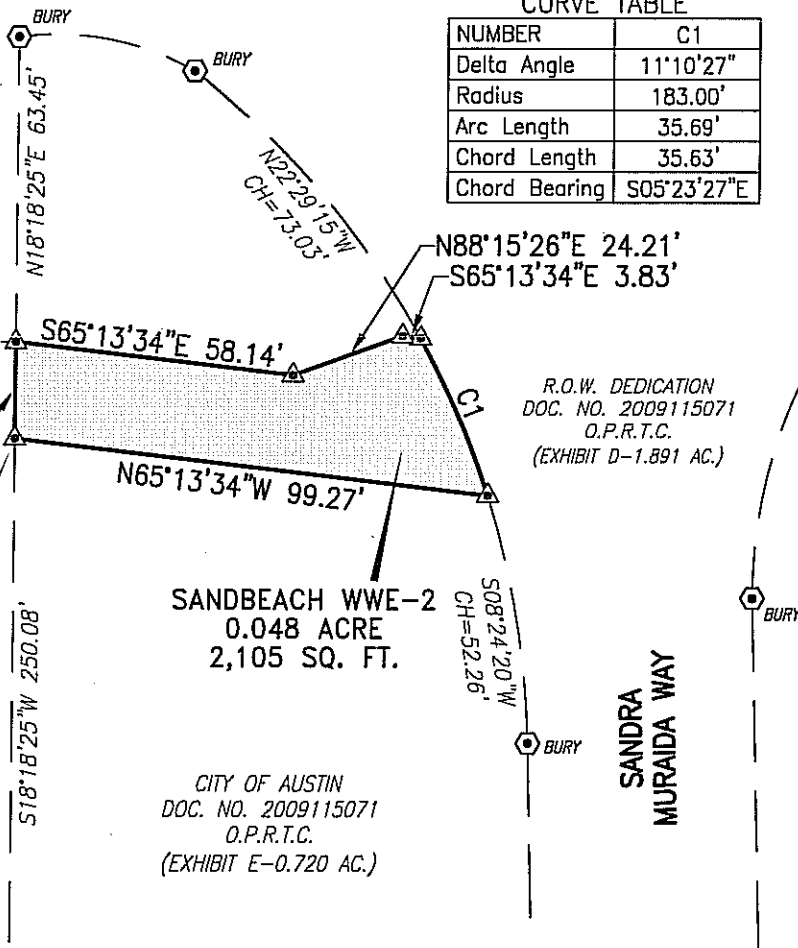 CURVE TABLE
NUMBER C1
Delta Angle 11°10'27"
Radius 183.00'
Arc Length 35.69'
Chord Length 35.63'
Chord Bearing S05°23'27"E
BURY
BURY
N18°18'25"E 63.45'
N22°29'15"W
CH=73.03'
N88°15'26"E 24.21'
S65°13'34"E 3.83'
S65°13'34"E 58.14'
C1
R.O.W. DEDICATION
DOC. NO. 2009115071
O.P.R.T.C.
(EXHIBIT D-1.891 AC.)
N65°13'34"W 99.27'
SANDBEACH WWE-2
0.048 ACRE
2,105 SQ. FT.
S08°24'20"W
CH=52.26'
BURY
S18°18'25"W 250.08'
SANDRA
MURAIDA WAY
BURY
CITY OF AUSTIN
DOC. NO. 2009115071
O.P.R.T.C.
(EXHIBIT E-0.720 AC.)